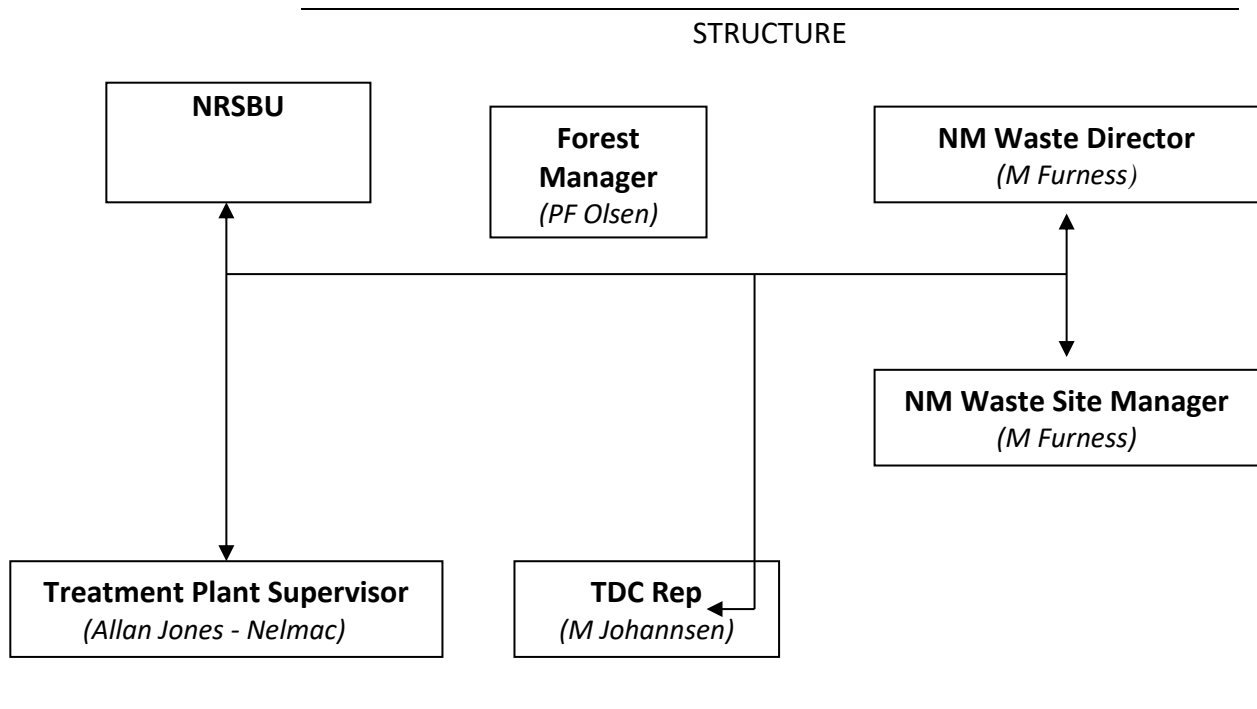 STRUCTURE
NRSBU
Forest
Manager
(PF Olsen)
NM Waste Director
(M Furness)
NM Waste Site Manager
(M Furness)
Treatment Plant Supervisor
(Allan Jones - Nelmac)
TDC Rep
(M Johannsen)